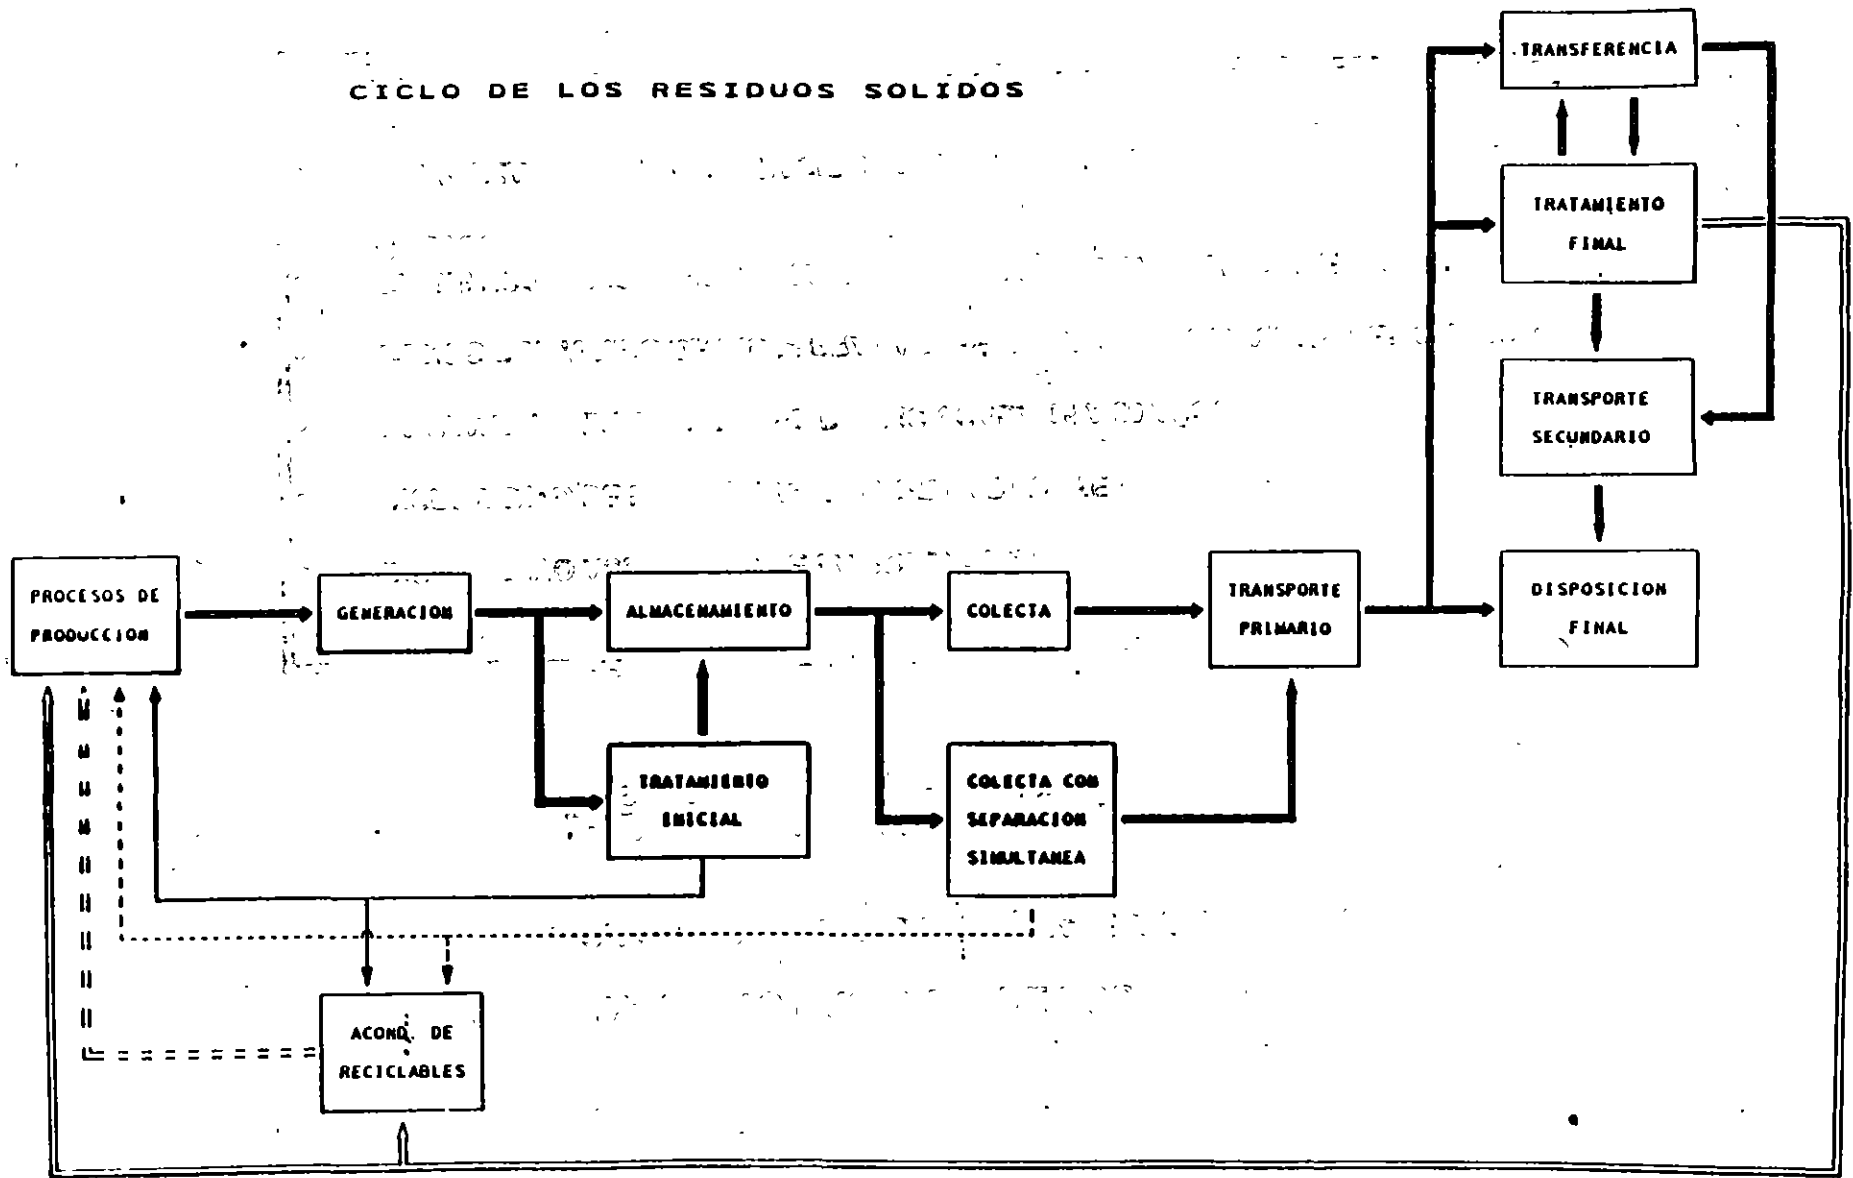 CICLO DE LOS RESIDUOS SOLIDOS
TRANSFERENCIA
TRATAMIENTO
FINAL
TRANSPORTE
SECUNDARIO
PROCESOS DE
PRODUCCION
GENERACION
ALMACENAMIENTO
COLECTA
TRANSPORTE
PRIMARIO
DISPOSICION
FINAL
TRATAMIENTO
INICIAL
COLECTA CON
SEPARACION
SIMULTANEA
ACOND. DE
RECICLABLES